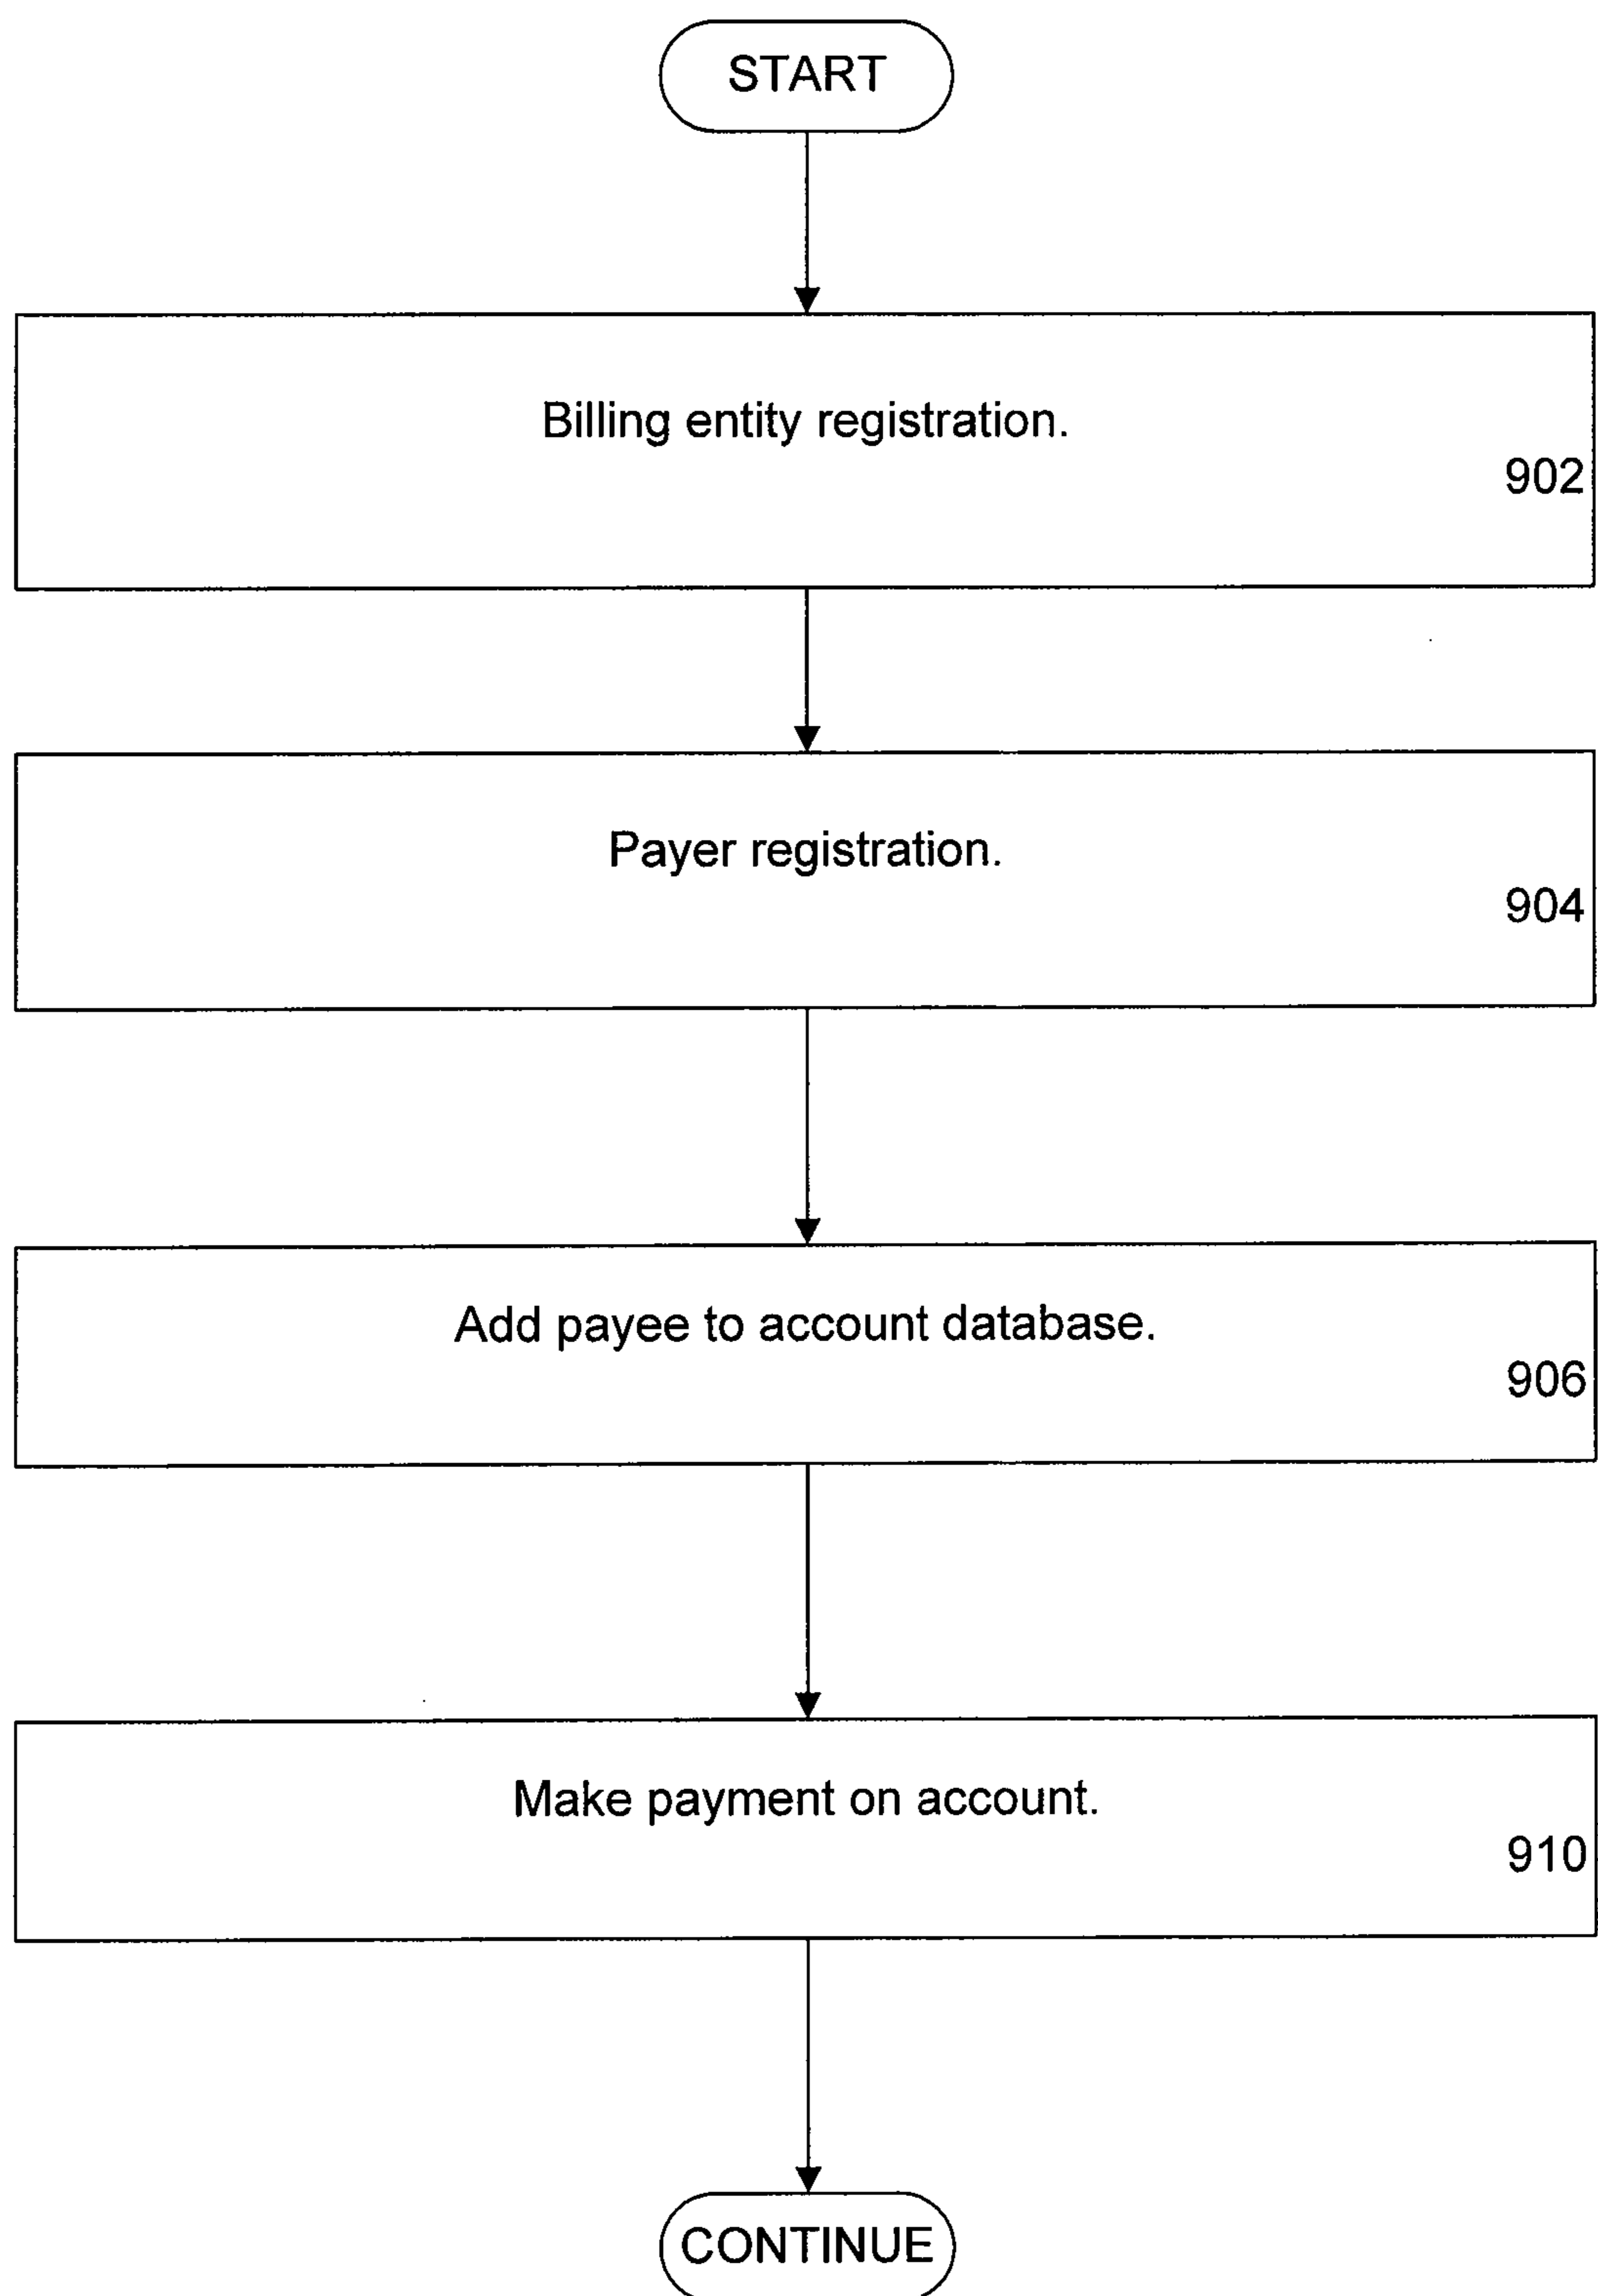 START
Billing entity registration.
902
Payer registration.
904
Add payee to account database.
906
Make payment on account.
910
CONTINUE